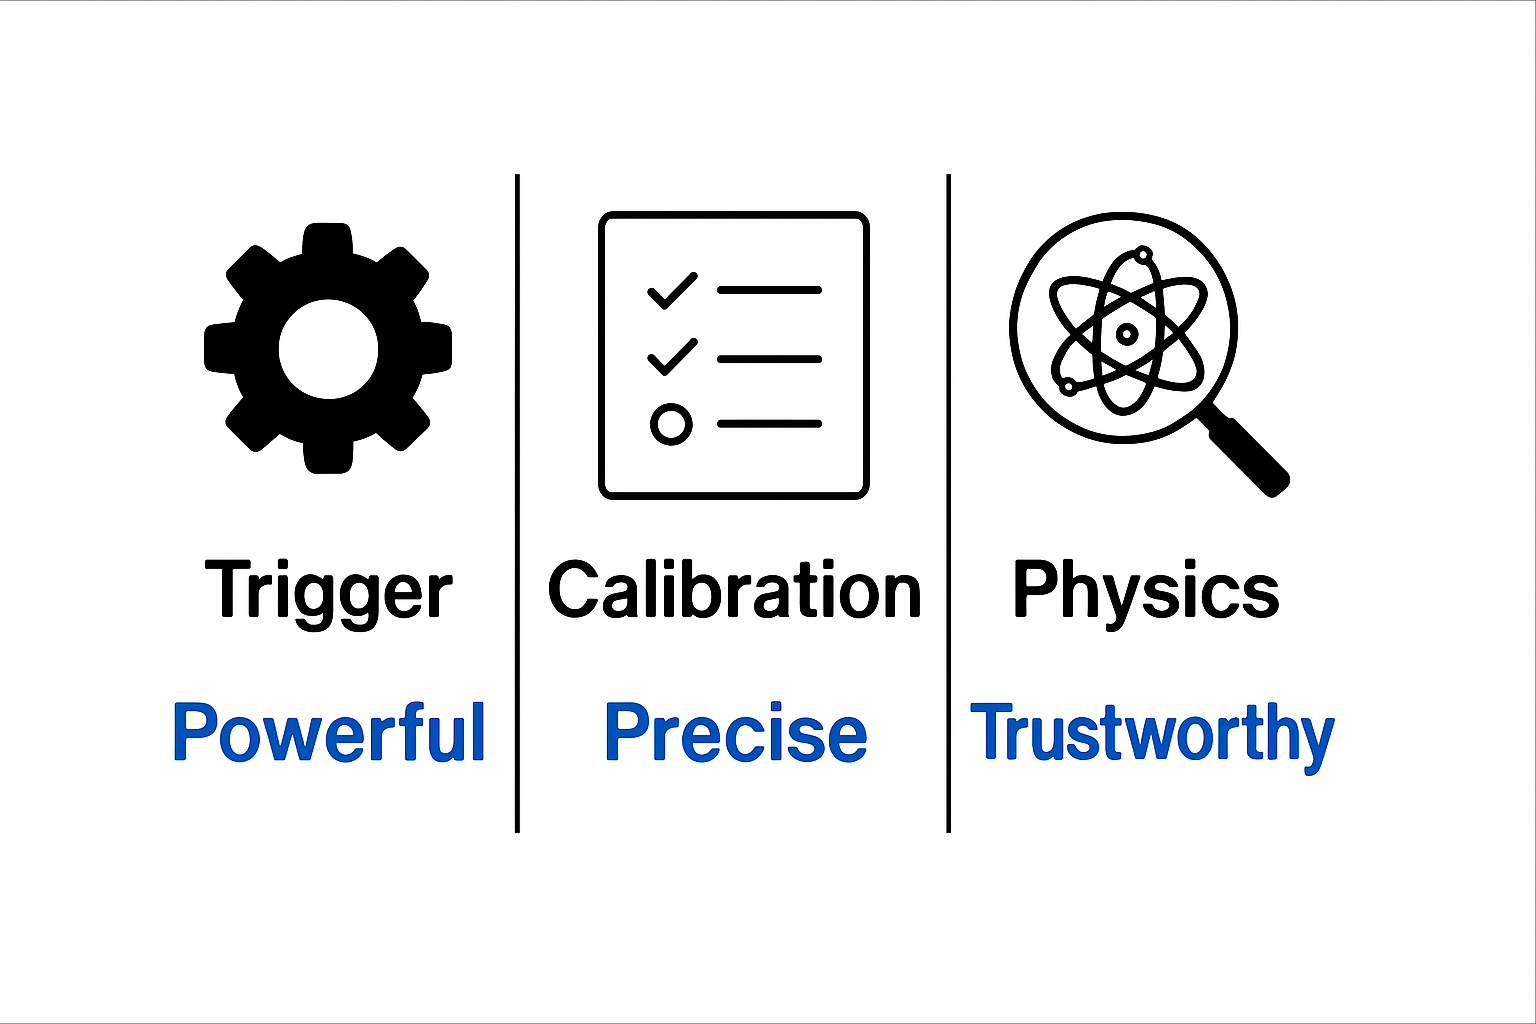 Trigger
Powerful
Calibration
Precise
Physics
Trustworthy